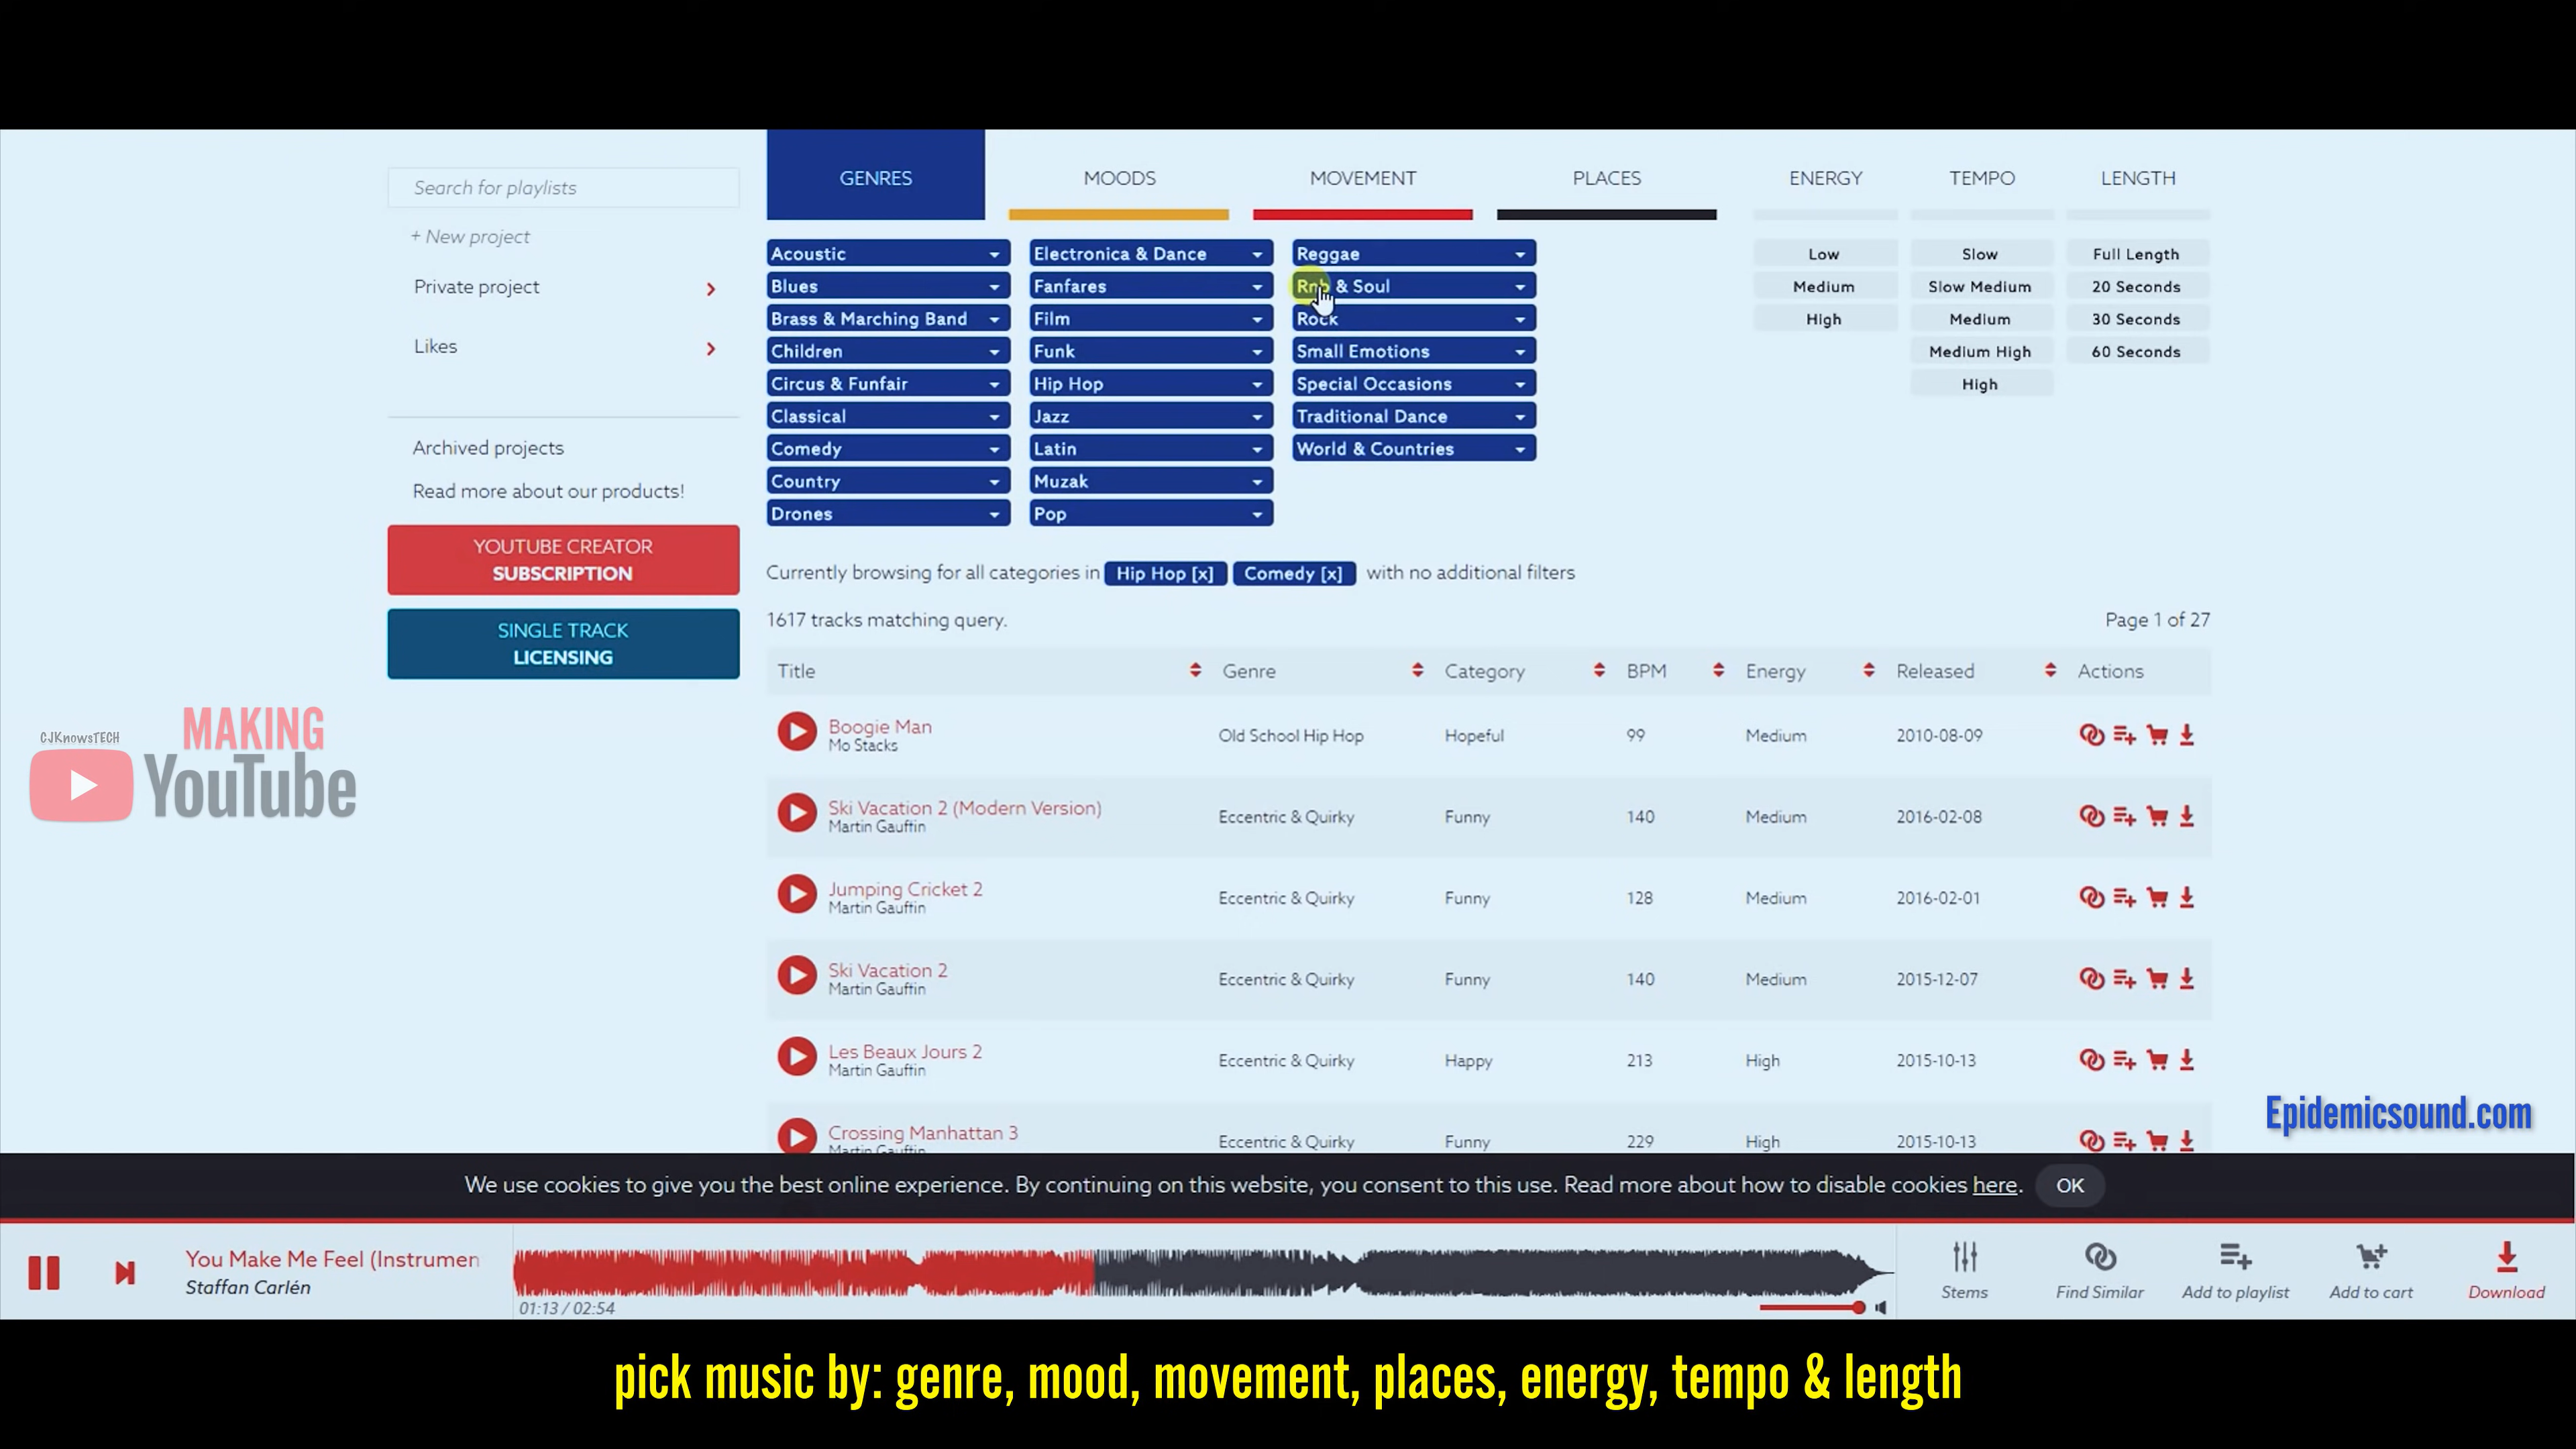 Search for playlists
+ New project
Private project
Likes
Archived projects
Read more about our products!
YOUTUBE CREATOR
SUBSCRIPTION
SINGLE TRACK
LICENSING
CJKnowsTECH
MAKING
YouTube
GENRES MOODS MOVEMENT PLACES ENERGY TEMPO LENGTH
Acoustic Electronica & Dance Reggae Low Slow Full Length
Blues Fanfares Rnb & Soul Medium Slow Medium 20 Seconds
Brass & Marching Band Film Rock High Medium 30 Seconds
Children Funk Small Emotions Medium High 60 Seconds
Circus & Funfair Hip Hop Special Occasions High
Classical Jazz Traditional Dance
Comedy Latin World & Countries
Country Muzak
Drones Pop
Currently browsing for all categories in Hip Hop [x] Comedy [x] with no additional filters
1617 tracks matching query. Page 1 of 27
Title Genre Category BPM Energy Released Actions
Boogie Man Old School Hip Hop Hopeful 99 Medium 2010-08-09
Mo Stacks
Ski Vacation 2 (Modern Version) Eccentric & Quirky Funny 140 Medium 2016-02-08
Martin Gauffin
Jumping Cricket 2 Eccentric & Quirky Funny 128 Medium 2016-02-01
Martin Gauffin
Ski Vacation 2 Eccentric & Quirky Funny 140 Medium 2015-12-07
Martin Gauffin
Les Beaux Jours 2 Eccentric & Quirky Happy 213 High 2015-10-13
Martin Gauffin
Crossing Manhattan 3 Eccentric & Quirky Funny 229 High 2015-10-13
Martin Gauffin
Epidemicsound.com
We use cookies to give you the best online experience. By continuing on this website, you consent to this use. Read more about how to disable cookies here. OK
You Make Me Feel (Instrumen
Staffan Carlén
01:13 / 02:54
Stems Find Similar Add to playlist Add to cart Download
pick music by: genre, mood, movement, places, energy, tempo & length